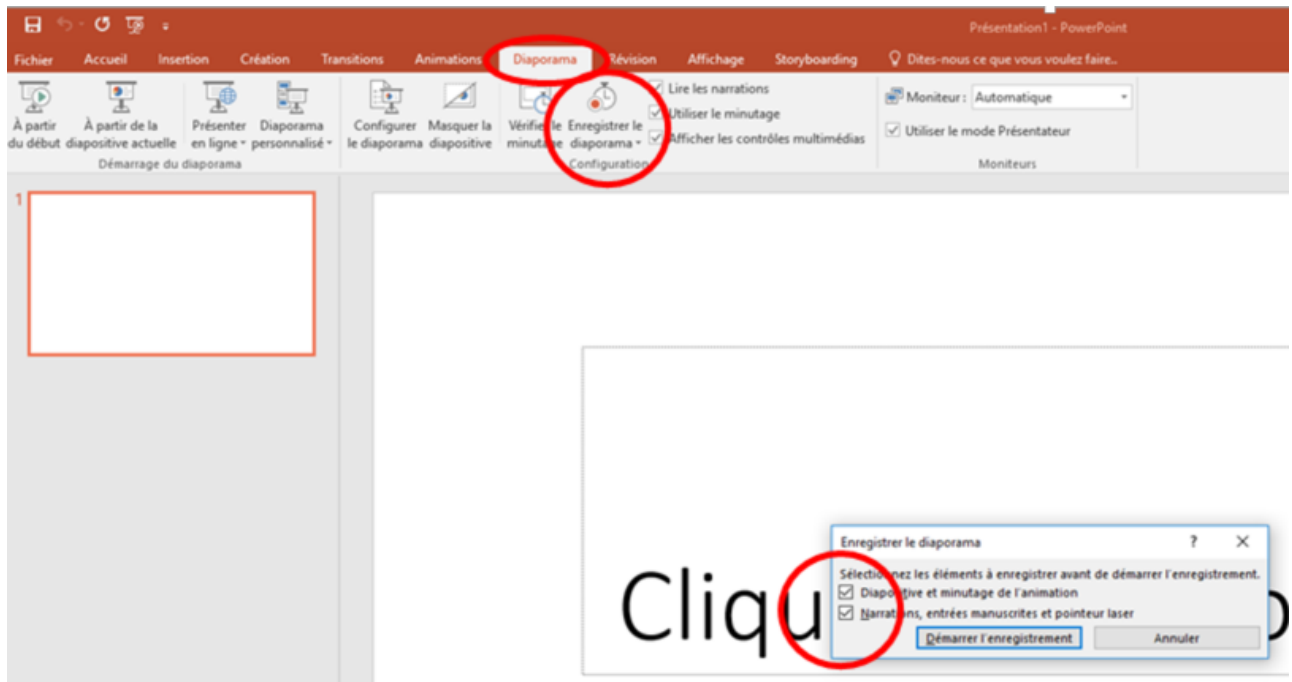 Présentation1 - PowerPoint
Fichier Accueil Insertion Création Transitions Animations Diaporama Révision Affichage Storyboarding Dites-nous ce que vous voulez faire..
À partir du début
À partir de la diapositive actuelle
Présenter en ligne
Diaporama personnalisé
Démarrage du diaporama
Configurer le diaporama
Masquer la diapositive
Vérifier le minutage
Enregistrer le diaporama
Lire les narrations
Utiliser le minutage
Afficher les contrôles multimédias
Configuration
Moniteur : Automatique
Utiliser le mode Présentateur
Moniteurs
1
Cliqu
Enregistrer le diaporama ?
Sélectionnez les éléments à enregistrer avant de démarrer l'enregistrement.
Diapositive et minutage de l'animation
Narrations, entrées manuscrites et pointeur laser
Démarrer l'enregistrement Annuler